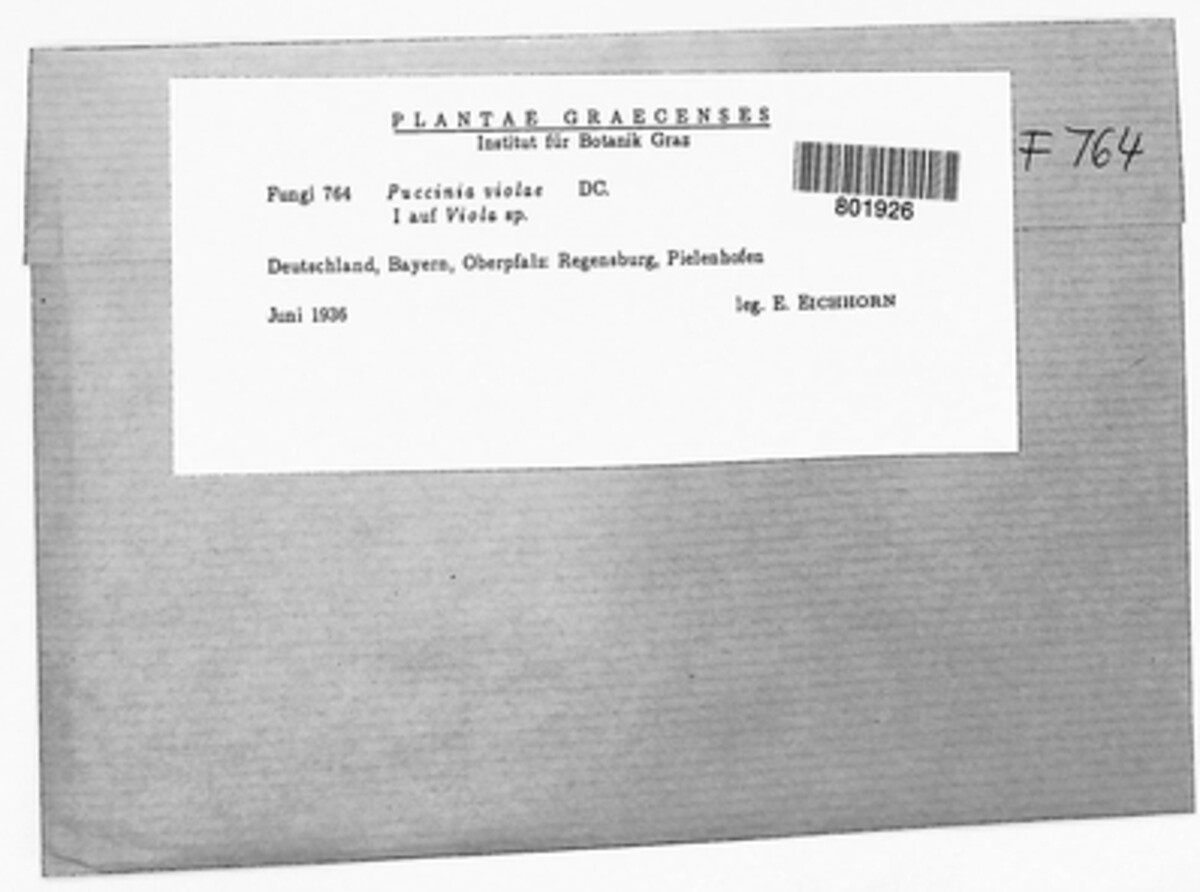 PLANTAE GRAECENSES
Institut für Botanik Graz
F 764
801926
Fungi 764 Puccinia violae DC.
I auf Viola sp.
Deutschland, Bayern, Oberpfalz: Regensburg, Pielenhofen
Juni 1936 leg. E. EICHHORN